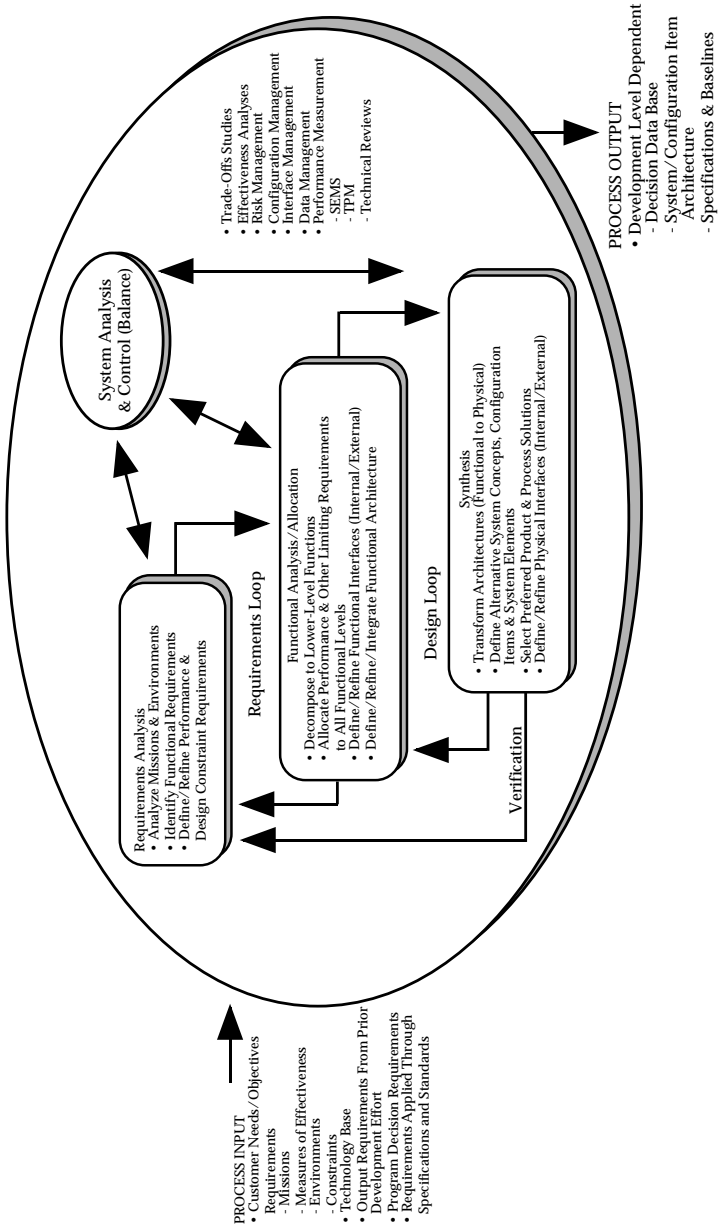 PROCESS INPUT
• Customer Needs/Objectives
Requirements
- Missions
- Measures of Effectiveness
- Environments
- Constraints
• Technology Base
• Output Requirements From Prior
Development Effort
• Program Decision Requirements
• Requirements Applied Through
Specifications and Standards
Requirements Analysis
• Analyze Missions & Environments
• Identify Functional Requirements
• Define/Refine Performance &
Design Constraint Requirements
System Analysis
& Control (Balance)
Requirements Loop
Functional Analysis/Allocation
• Decompose to Lower-Level Functions
• Allocate Performance & Other Limiting Requirements
to All Functional Levels
• Define/Refine Functional Interfaces (Internal/External)
• Define/Refine/Integrate Functional Architecture
Design Loop
Synthesis
• Transform Architectures (Functional to Physical)
• Define Alternative System Concepts, Configuration
Items & System Elements
• Select Preferred Product & Process Solutions
• Define/Refine Physical Interfaces (Internal/External)
Verification
• Trade-Offs Studies
• Effectiveness Analyses
• Risk Management
• Configuration Management
• Interface Management
• Data Management
• Performance Measurement
- SEMS
- TPM
- Technical Reviews
PROCESS OUTPUT
• Development Level Dependent
- Decision Data Base
- System/Configuration Item
Architecture
- Specifications & Baselines